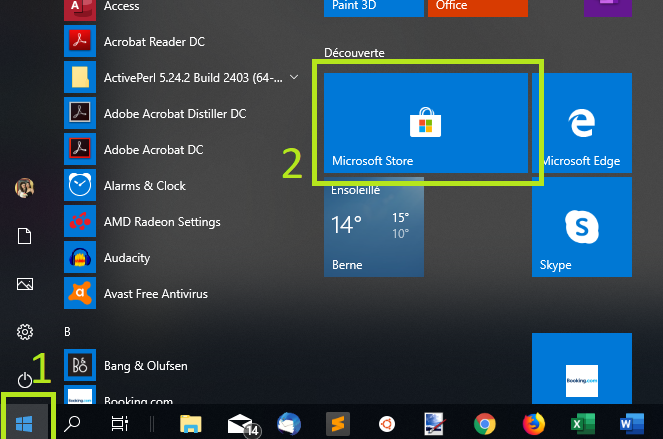 Access
Acrobat Reader DC
ActivePerl 5.24.2 Build 2403 (64-...
Adobe Acrobat Distiller DC
Adobe Acrobat DC
Alarms & Clock
AMD Radeon Settings
Audacity
Avast Free Antivirus
B
Bang & Olufsen
Booking.com
1
Paint 3D
Office
Découverte
2
Microsoft Store
Microsoft Edge
Ensoleillé
14°
15°
10°
Berne
Skype
Booking.com
B&O
Booking.com
14